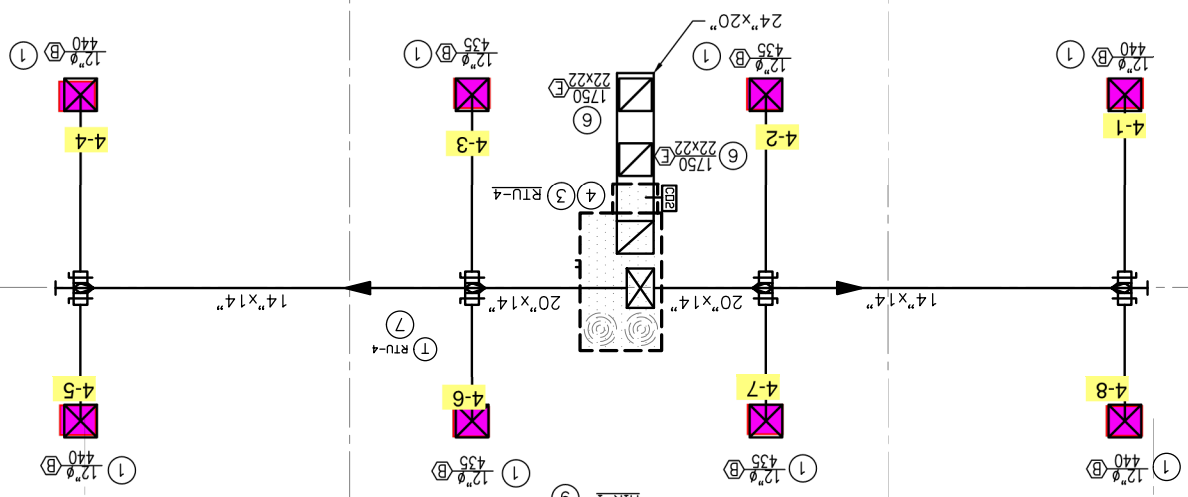 1 12"ø B
440
1 12"ø B
435
1 12"ø B
435
1 12"ø B
440
4-8
4-7
4-6
4-5
T RTU-4
7
14"x14"
20"x14"
20"x14"
14"x14"
CO2
4 3 RTU-4
6 1750 E
22x22
4-1
4-2
4-3
4-4
6
1750 E
22x22
1 12"ø B
440
1 12"ø B
435
1 12"ø B
435
1 12"ø B
440
24"x20"